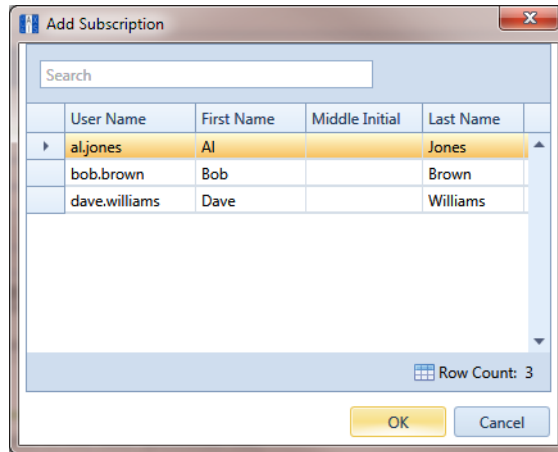 Add Subscription
Search
User Name First Name Middle Initial Last Name
al.jones Al Jones
bob.brown Bob Brown
dave.williams Dave Williams
Row Count: 3
OK Cancel